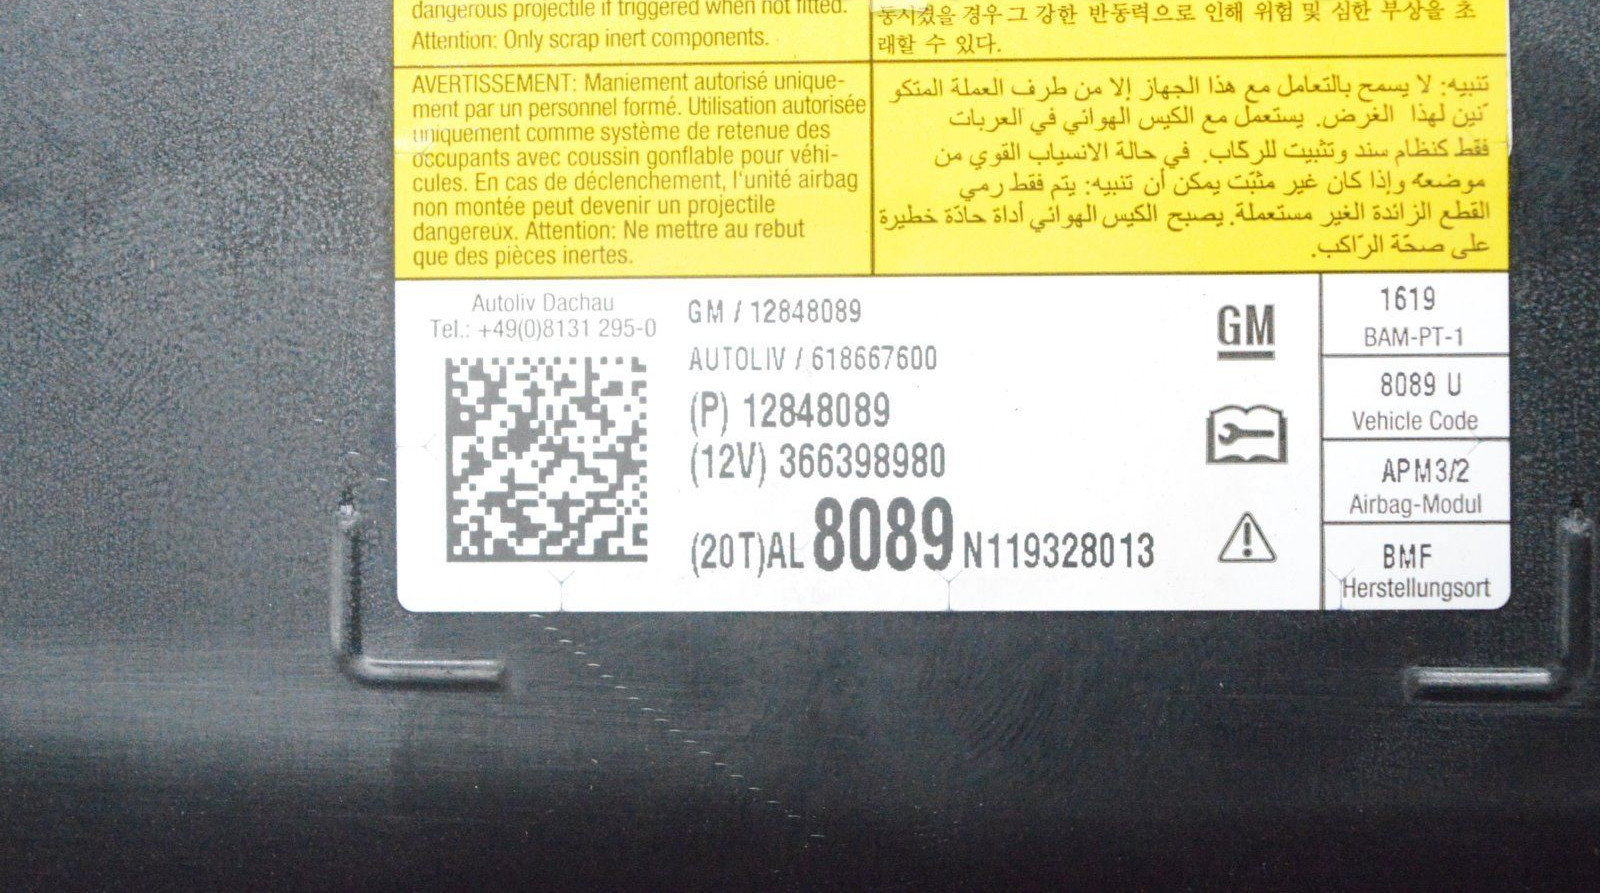 dangerous projectile if triggered when not fitted.
Attention: Only scrap inert components.
동시켰을 경우 그 강한 반동력으로 인해 위험 및 심한 부상을 초
래할 수 있다.
AVERTISSEMENT: Maniement autorisé unique-
ment par un personnel formé. Utilisation autorisée
uniquement comme système de retenue des
occupants avec coussin gonflable pour véhi-
cules. En cas de déclenchement, l'unité airbag
non montée peut devenir un projectile
dangereux. Attention: Ne mettre au rebut
que des pièces inertes.
تنبيه: لا يسمح بالتعامل مع هذا الجهاز إلا من طرف العملة المتكو
تين لهذا الغرض. يستعمل مع الكيس الهوائي في العربات
فقط كنظام سند وتثبيت للركاب. في حالة الانسياب القوي من
موضعه وإذا كان غير مثبّت يمكن أن تنبيه: يتم فقط رمي
القطع الزائدة الغير مستعملة. يصبح الكيس الهوائي أداة حادّة خطيرة
على صحّة الرّاكب.
Autoliv Dachau
Tel.: +49(0)8131 295-0
GM / 12848089
AUTOLIV / 618667600
(P) 12848089
(12V) 366398980
(20T)AL 8089 N119328013
GM
1619
BAM-PT-1
8089 U
Vehicle Code
APM3/2
Airbag-Modul
BMF
Herstellungsort